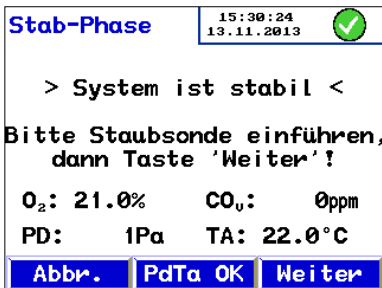 Stab-Phase
15:30:24
13.11.2013
> System ist stabil <
Bitte Staubsonde einführen,
dann Taste 'Weiter'!
O₂: 21.0% COᵤ: 0ppm
PD: 1Pa TA: 22.0°C
Abbr. PdTa OK Weiter